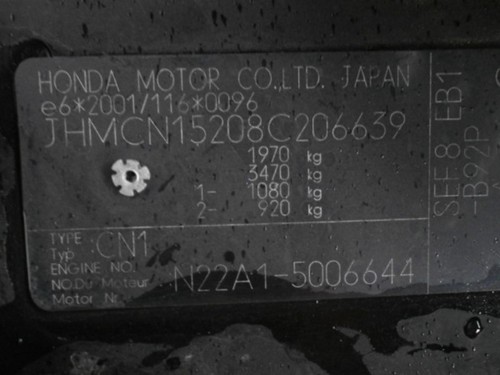 HONDA MOTOR CO.,LTD. JAPAN
e6*2001/116*0096
JHMCN15208C206639
1970 kg
3470 kg
1- 1080 kg
2- 920 kg
TYPE
Typ CN1
ENGINE NO.
NO.Du Moteur N22A1-5006644
Motor Nr.
SEF8 EB1
-B92P